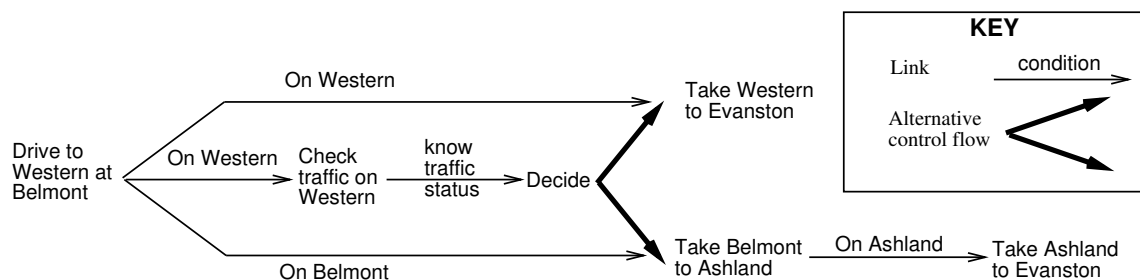 On Western
Take Western
to Evanston
Drive to
Western at
Belmont
On Western
Check
traffic on
Western
know
traffic
status
Decide
On Belmont
Take Belmont
to Ashland
On Ashland
Take Ashland
to Evanston
KEY
Link
condition
Alternative
control flow